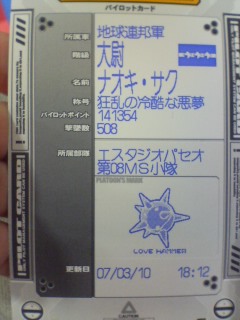 パイロットカード
所属軍 地球連邦軍
階級 大尉
名前 ナオキ・サク
称号 狂乱の冷酷な悪夢
パイロットポイント 141354
撃墜数 508
所属部隊 エスタジオパセオ
第08MS小隊
PLATOON'S MARK
LOVE HAMMER
更新日 07/03/10 18:12